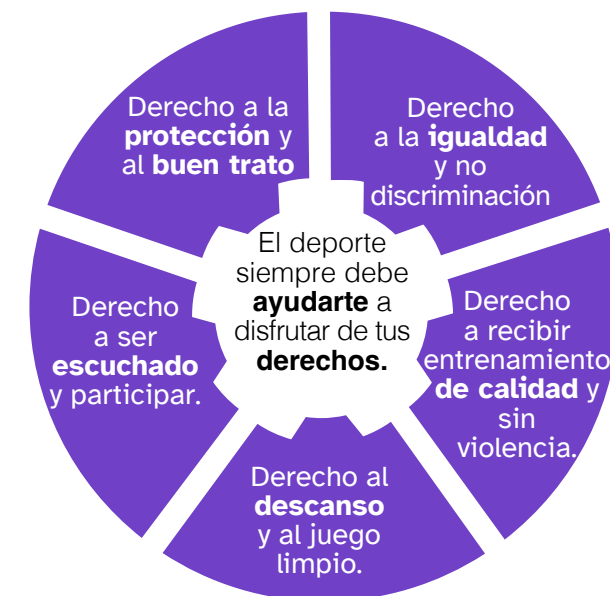 Derecho a la
protección y
al buen trato
Derecho
a la igualdad
y no
discriminación
El deporte
siempre debe
ayudarte a
disfrutar de tus
derechos.
Derecho
a ser
escuchado
y participar.
Derecho
a recibir
entrenamiento
de calidad y
sin
violencia.
Derecho al
descanso
y al juego
limpio.